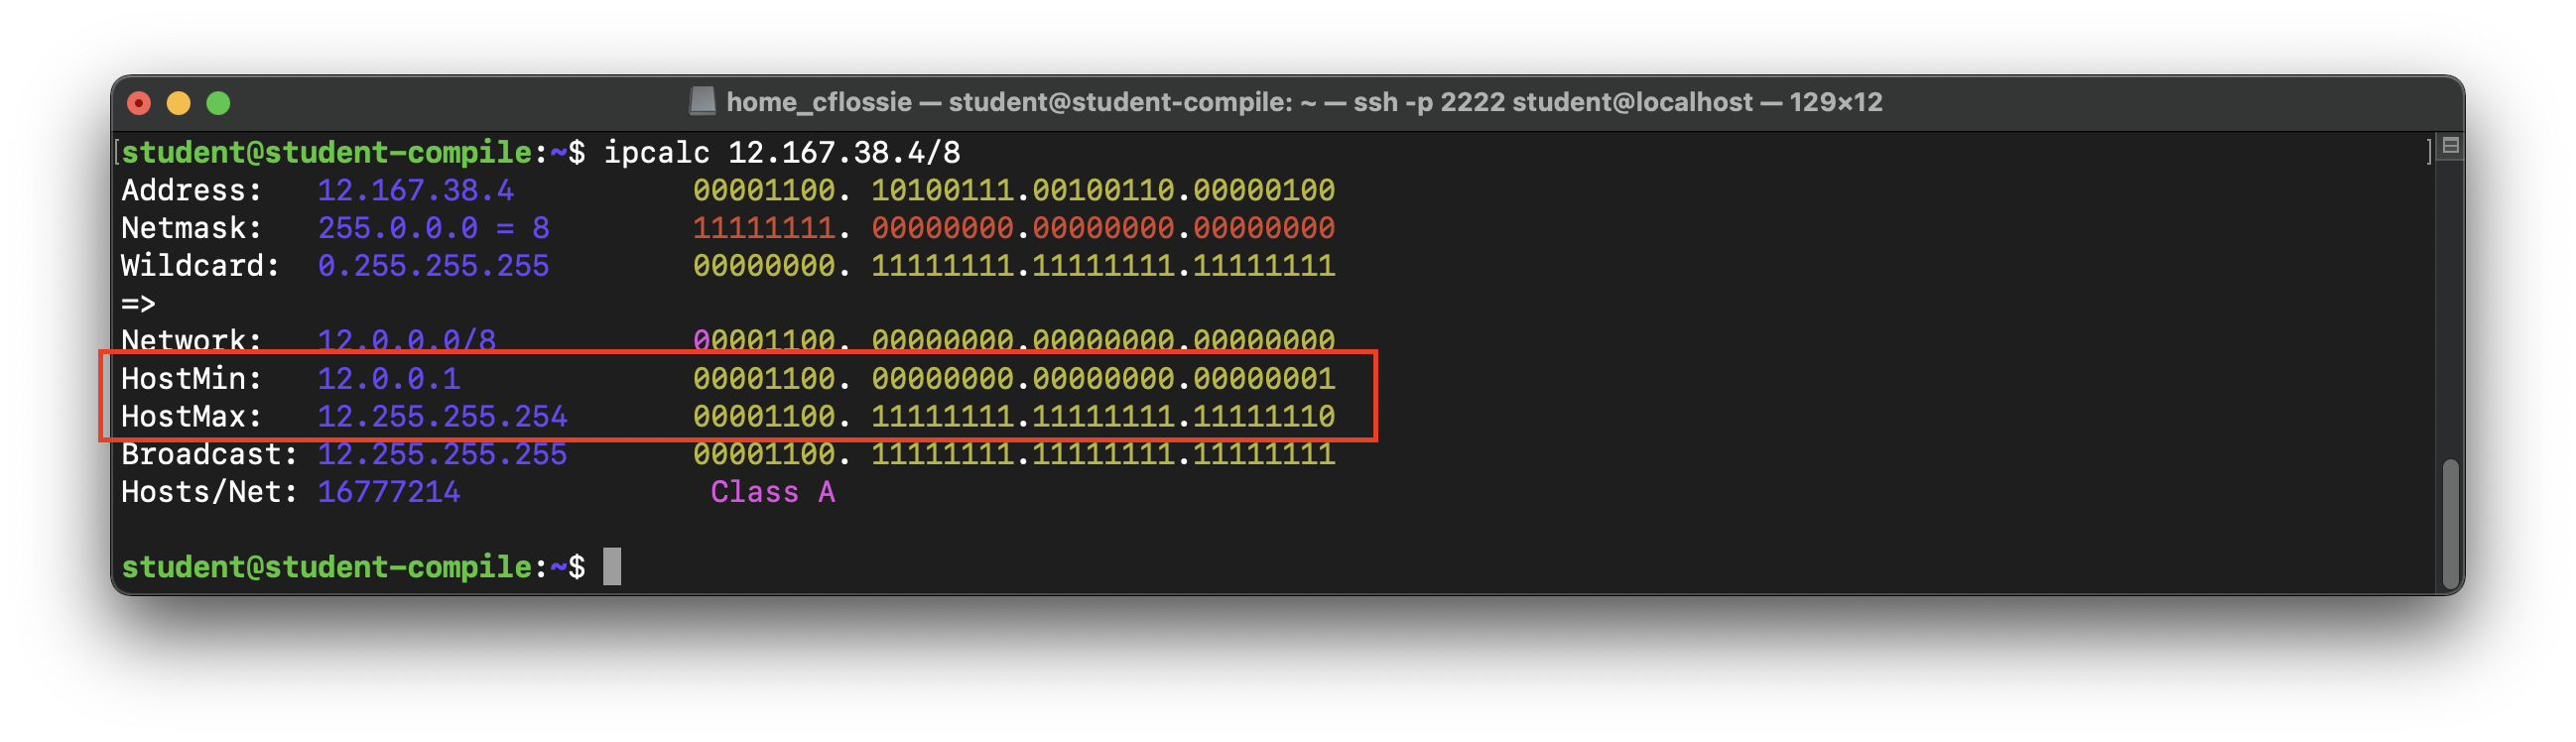 home_cflossie — student@student-compile: ~ — ssh -p 2222 student@localhost — 129×12
[student@student-compile:~$ ipcalc 12.167.38.4/8 ]
Address:   12.167.38.4          00001100. 10100111.00100110.00000100
Netmask:   255.0.0.0 = 8        11111111. 00000000.00000000.00000000
Wildcard:  0.255.255.255        00000000. 11111111.11111111.11111111
=>
Network:   12.0.0.0/8           00001100. 00000000.00000000.00000000
HostMin:   12.0.0.1             00001100. 00000000.00000000.00000001
HostMax:   12.255.255.254       00001100. 11111111.11111111.11111110
Broadcast: 12.255.255.255       00001100. 11111111.11111111.11111111
Hosts/Net: 16777214              Class A
student@student-compile:~$